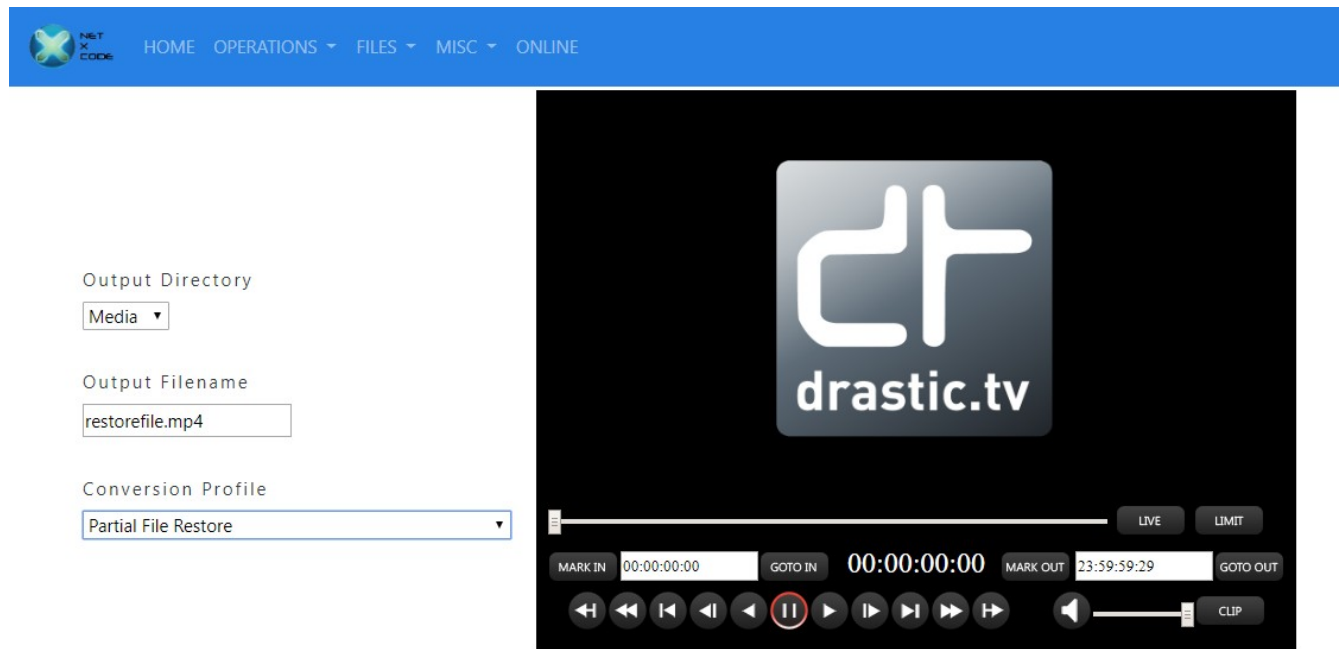 NET
X
CODE
HOME OPERATIONS FILES MISC ONLINE
Output Directory
Media
Output Filename
restorefile.mp4
Conversion Profile
Partial File Restore
dt
drastic.tv
LIVE LIMIT
MARK IN 00:00:00:00 GOTO IN 00:00:00:00 MARK OUT 23:59:59:29 GOTO OUT
CLIP